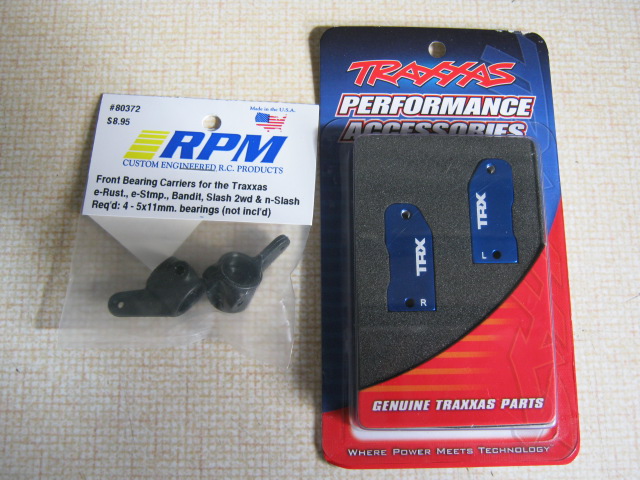 #80372
Made in the U.S.A.
$8.95
RPM
CUSTOM ENGINEERED R.C. PRODUCTS
Front Bearing Carriers for the Traxxas
e-Rust., e-Stmp., Bandit, Slash 2wd & n-Slash
Req'd: 4 - 5x11mm. bearings (not incl'd)
TRAXXAS
PERFORMANCE
ACCESSORIES
TRX
L
TRX
R
GENUINE TRAXXAS PARTS
WHERE POWER MEETS TECHNOLOGY